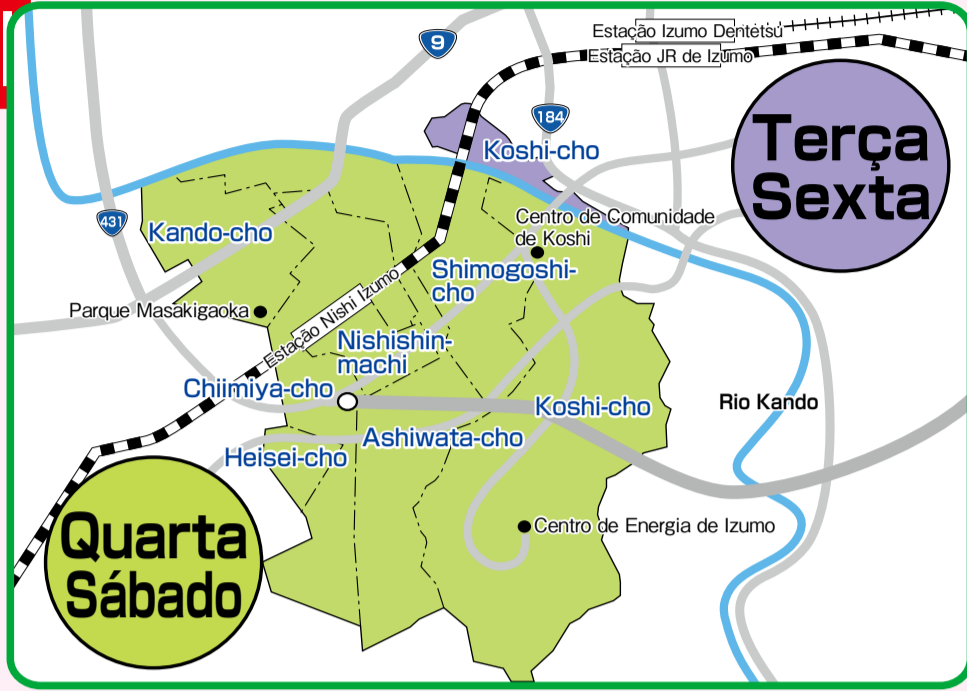 Estação Izumo Dentetsu
Estação JR de Izumo
9
184
Koshi-cho
Terça
Sexta
431
Kando-cho
Centro de Comunidade
de Koshi
Shimogoshi-
cho
Parque Masakigaoka
Estação Nishi Izumo
Nishishin-
machi
Chiimiya-cho
Koshi-cho
Rio Kando
Ashiwata-cho
Heisei-cho
Quarta
Sábado
Centro de Energia de Izumo